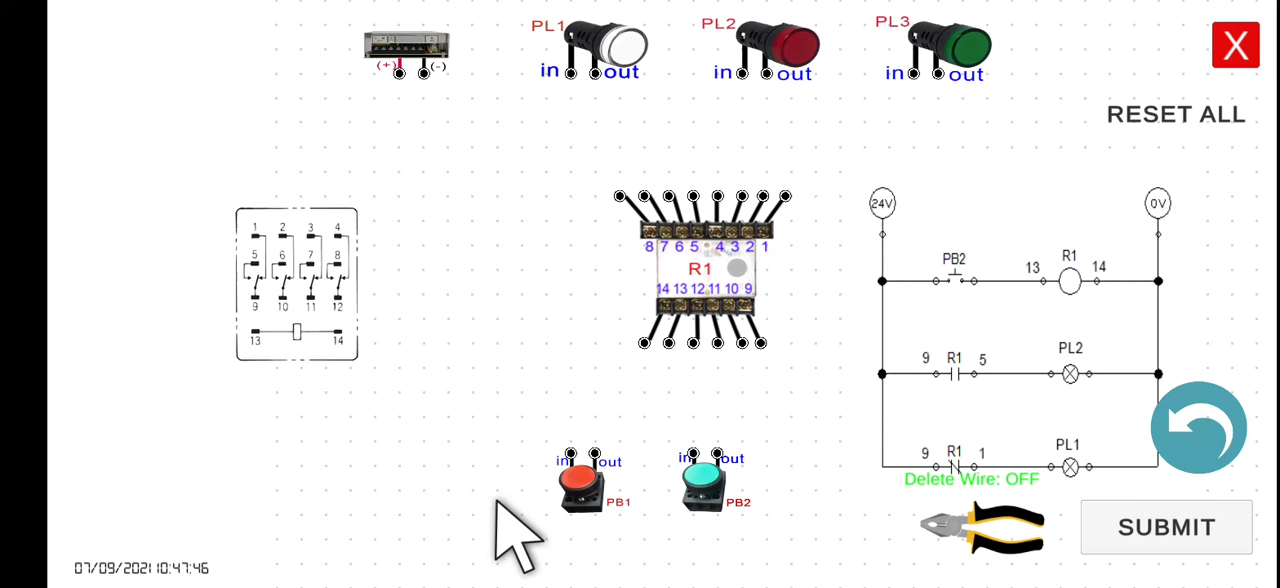 PL1 PL2 PL3
(+) (-) in out in out in out
X
RESET ALL
24V 0V
1 2 3 4
5 6 7 8
9 10 11 12
13 14
8 7 6 5 4 3 2 1
R1
14 13 12 11 10 9
PB2 13 R1 14
9 R1 5 PL2
9 R1 1 PL1
Delete Wire: OFF
in out in out
PB1 PB2
SUBMIT
07/09/2021 10:47:46